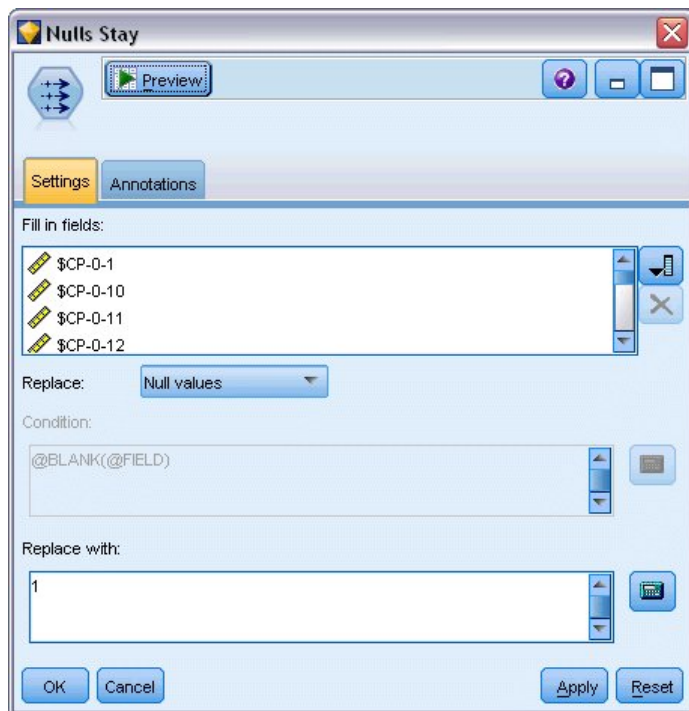 Nulls Stay
Preview
Settings Annotations
Fill in fields:
$CP-0-1
$CP-0-10
$CP-0-11
$CP-0-12
Replace: Null values
Condition:
@BLANK(@FIELD)
Replace with:
1
OK Cancel Apply Reset